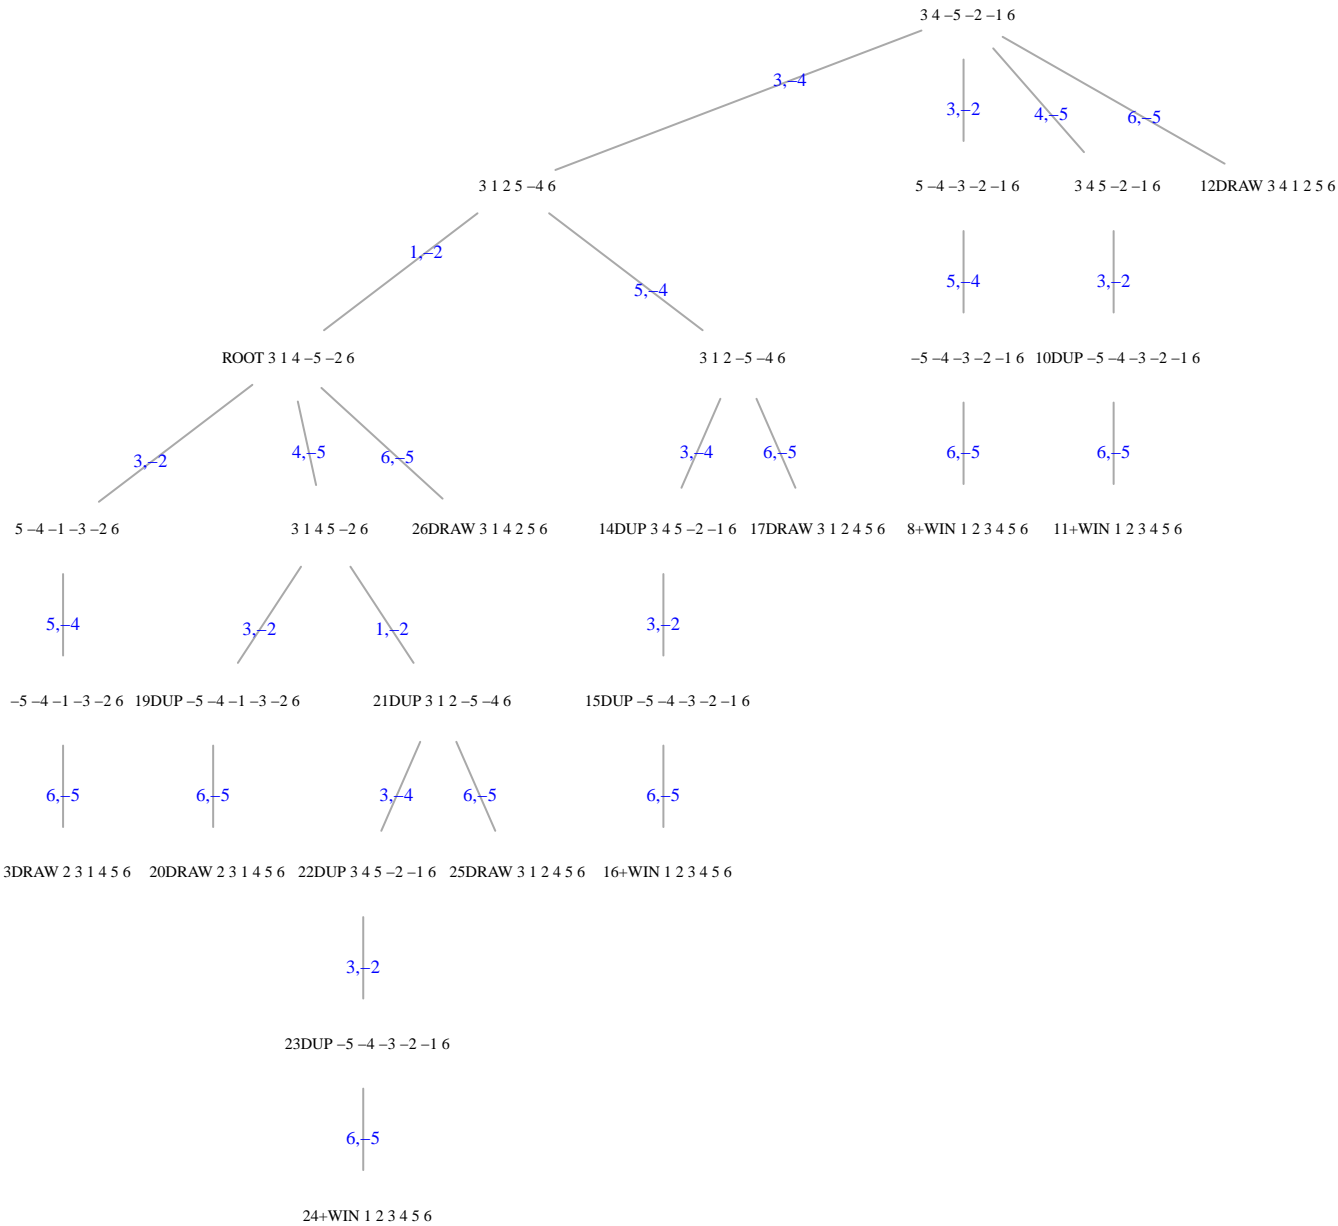 3 4 –5 –2 –1 6
3,–4
3,–2
4,–5
6,–5
3 1 2 5 –4 6
5 –4 –3 –2 –1 6
3 4 5 –2 –1 6
12DRAW 3 4 1 2 5 6
1,–2
5,–4
5,–4
3,–2
ROOT 3 1 4 –5 –2 6
3 1 2 –5 –4 6
–5 –4 –3 –2 –1 6
10DUP –5 –4 –3 –2 –1 6
3,–2
4,–5
6,–5
3,–4
6,–5
6,–5
6,–5
5 –4 –1 –3 –2 6
3 1 4 5 –2 6
26DRAW 3 1 4 2 5 6
14DUP 3 4 5 –2 –1 6
17DRAW 3 1 2 4 5 6
8+WIN 1 2 3 4 5 6
11+WIN 1 2 3 4 5 6
5,–4
3,–2
1,–2
3,–2
–5 –4 –1 –3 –2 6
19DUP –5 –4 –1 –3 –2 6
21DUP 3 1 2 –5 –4 6
15DUP –5 –4 –3 –2 –1 6
6,–5
6,–5
3,–4
6,–5
6,–5
3DRAW 2 3 1 4 5 6
20DRAW 2 3 1 4 5 6
22DUP 3 4 5 –2 –1 6
25DRAW 3 1 2 4 5 6
16+WIN 1 2 3 4 5 6
3,–2
23DUP –5 –4 –3 –2 –1 6
6,–5
24+WIN 1 2 3 4 5 6